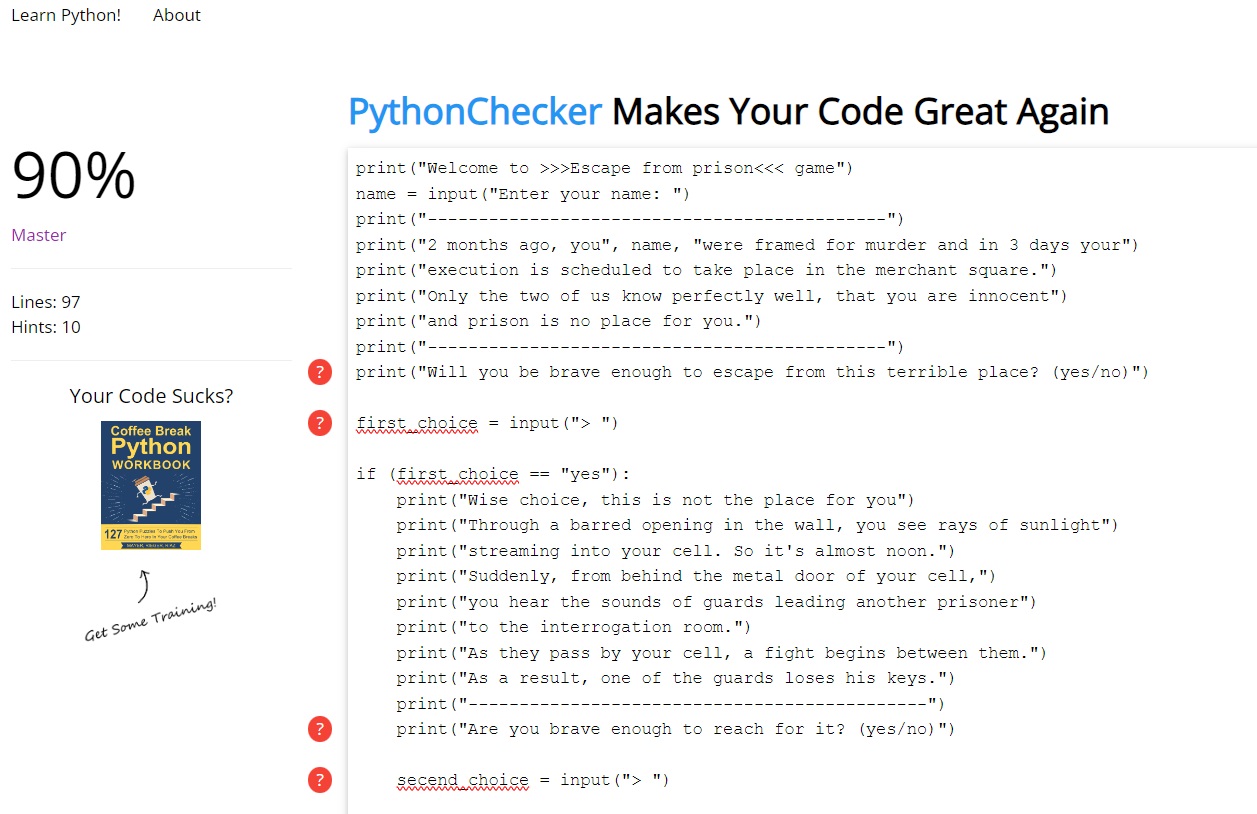 Learn Python! About
PythonChecker Makes Your Code Great Again
90%
Master
Lines: 97
Hints: 10
Your Code Sucks?
Coffee Break
Python
WORKBOOK
127 Python Puzzles To Push You From
Zero To Hero In Your Coffee Breaks
Get Some Training!
print("Welcome to >>>Escape from prison<<< game")
name = input("Enter your name: ")
print("---------------------------------------------")
print("2 months ago, you", name, "were framed for murder and in 3 days your")
print("execution is scheduled to take place in the merchant square.")
print("Only the two of us know perfectly well, that you are innocent")
print("and prison is no place for you.")
print("---------------------------------------------")
? print("Will you be brave enough to escape from this terrible place? (yes/no)")
? first_choice = input("> ")
if (first_choice == "yes"):
    print("Wise choice, this is not the place for you")
    print("Through a barred opening in the wall, you see rays of sunlight")
    print("streaming into your cell. So it's almost noon.")
    print("Suddenly, from behind the metal door of your cell,")
    print("you hear the sounds of guards leading another prisoner")
    print("to the interrogation room.")
    print("As they pass by your cell, a fight begins between them.")
    print("As a result, one of the guards loses his keys.")
    print("---------------------------------------------")
?     print("Are you brave enough to reach for it? (yes/no)")
?     secend_choice = input("> ")